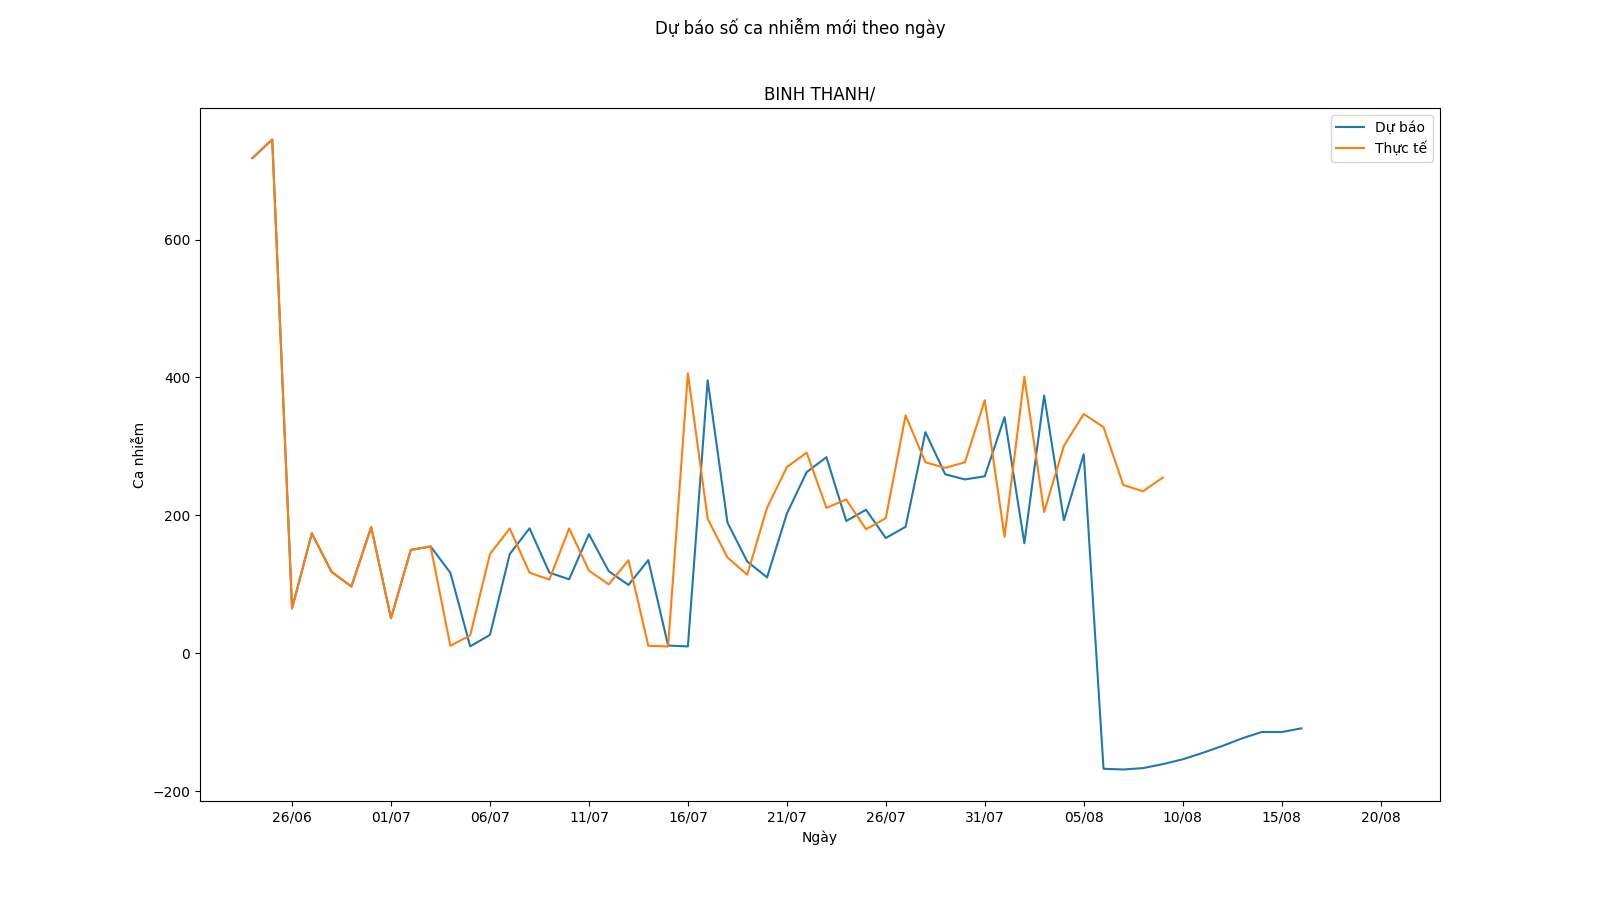 Dự báo số ca nhiễm mới theo ngày
BINH THANH/
Dự báo
Thực tế
600
400
200
0
−200
Ca nhiễm
26/06 01/07 06/07 11/07 16/07 21/07 26/07 31/07 05/08 10/08 15/08 20/08
Ngày